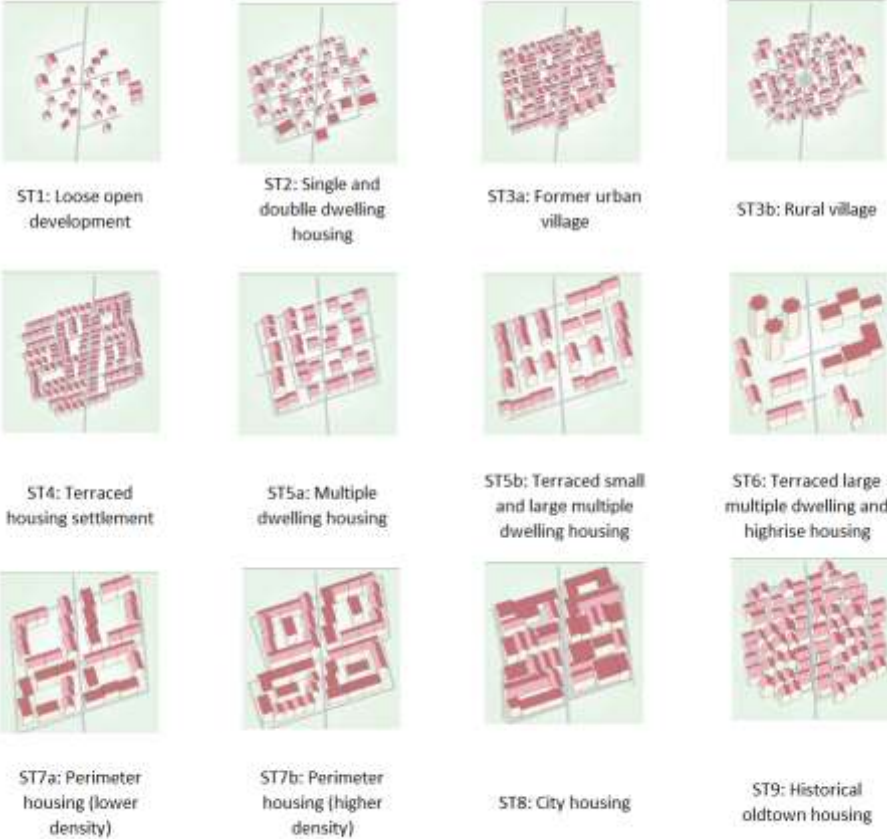 ST1: Loose open
development
ST2: Single and
doublle dwelling
housing
ST3a: Former urban
village
ST3b: Rural village
ST4: Terraced
housing settlement
ST5a: Multiple
dwelling housing
ST5b: Terraced small
and large multiple
dwelling housing
ST6: Terraced large
multiple dwelling and
highrise housing
ST7a: Perimeter
housing (lower
density)
ST7b: Perimeter
housing (higher
density)
ST8: City housing
ST9: Historical
oldtown housing